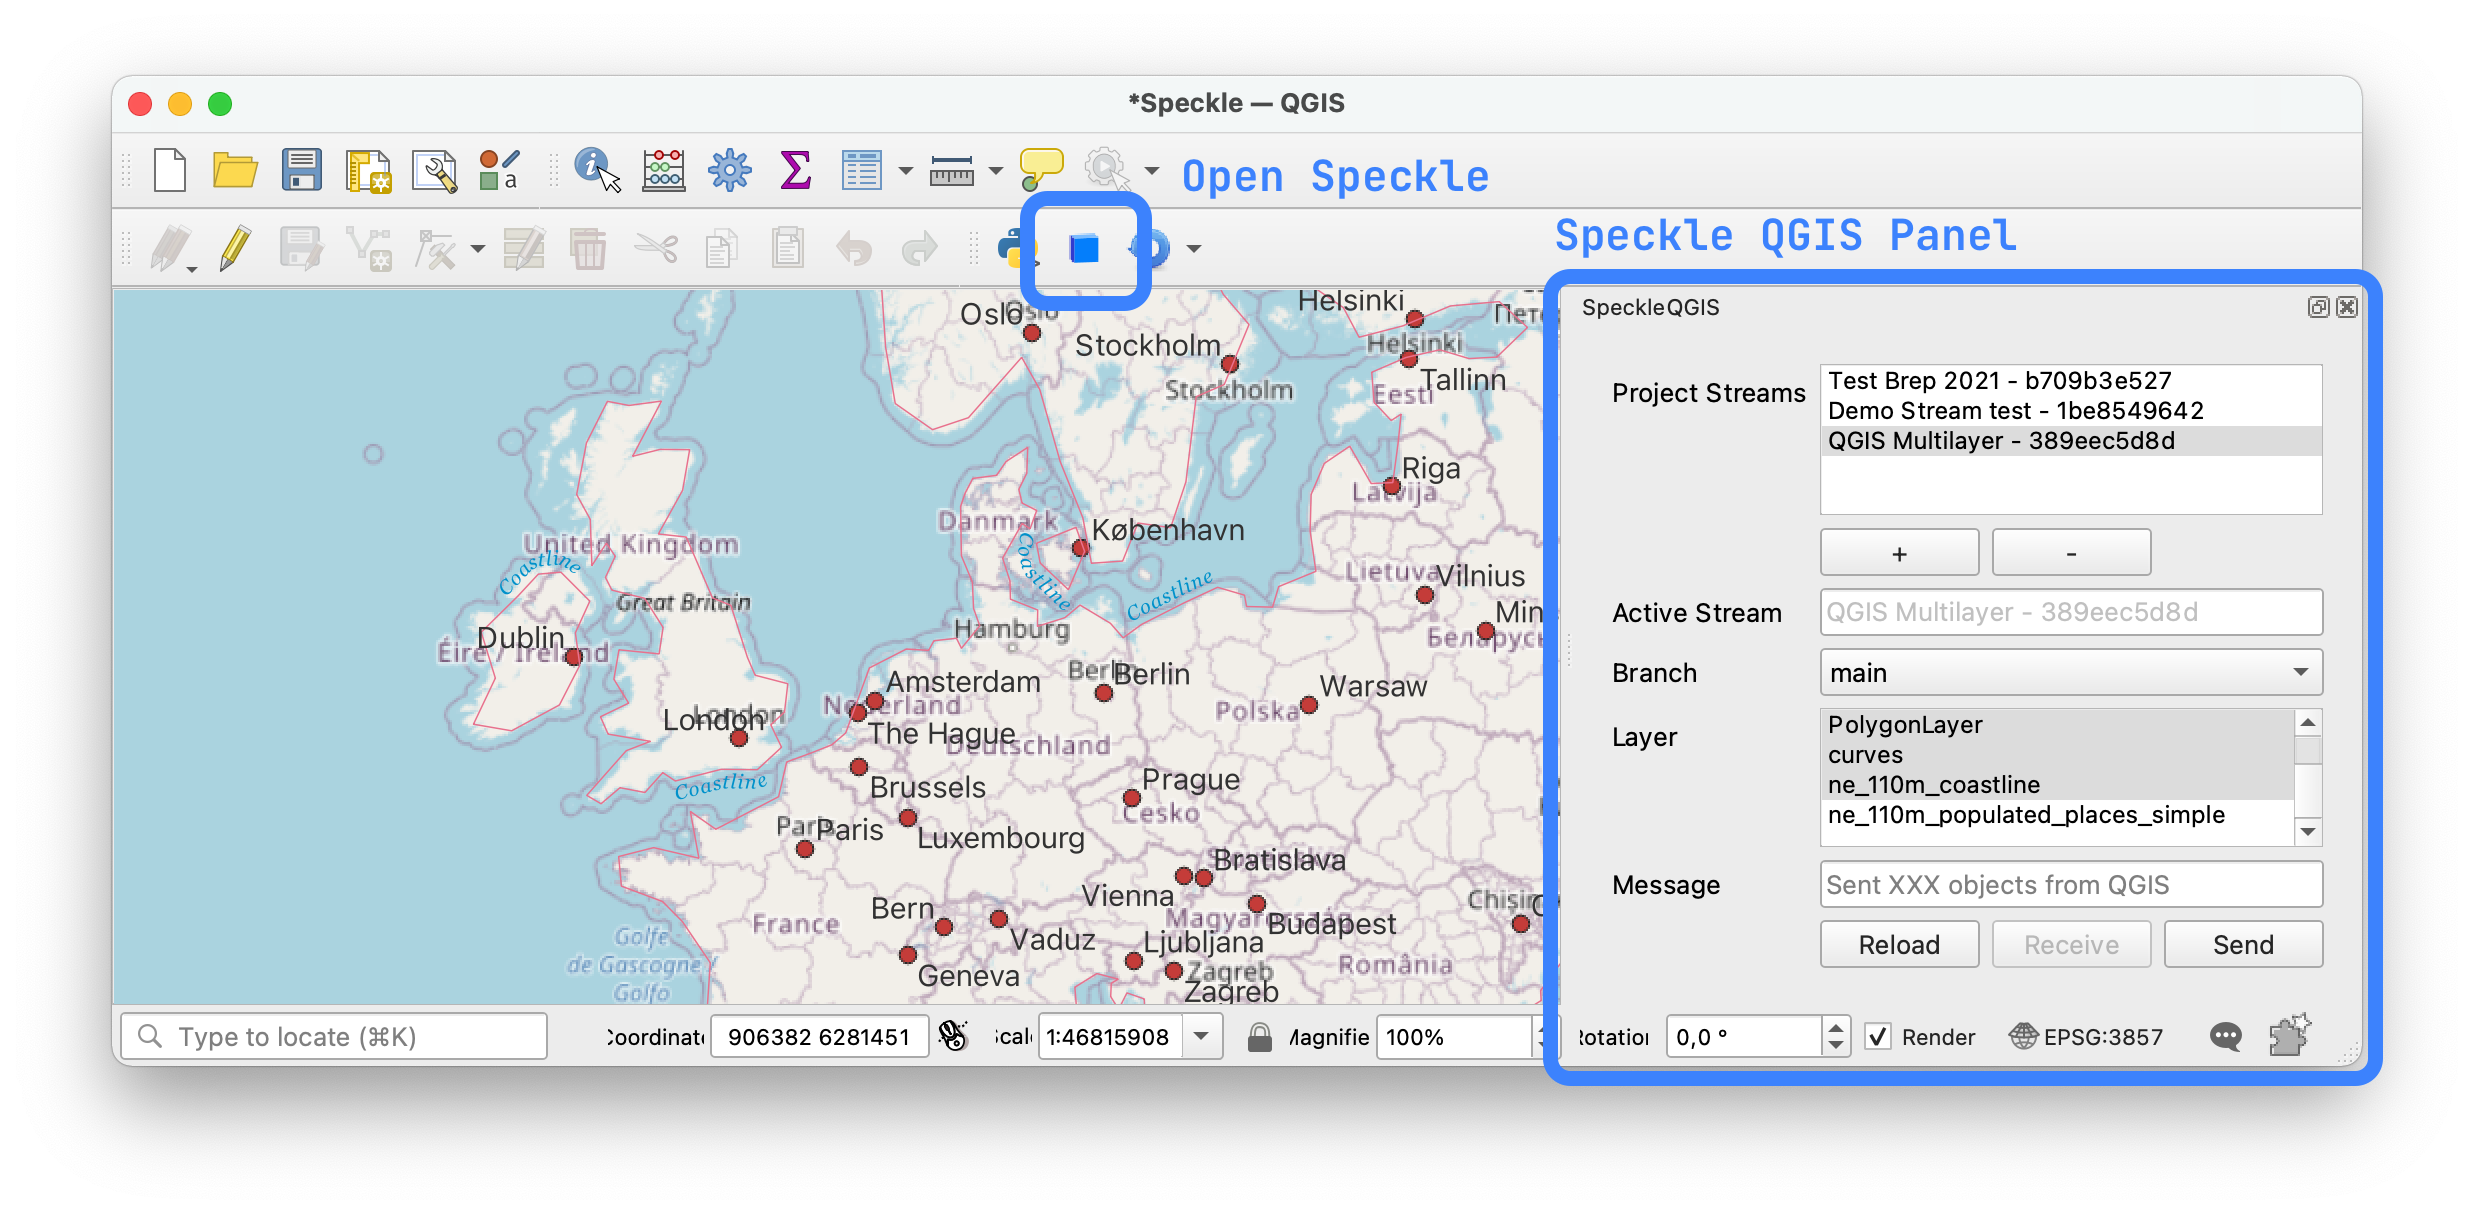 *Speckle — QGIS
Open Speckle
Speckle QGIS Panel
a
Oslo
Oslo
Stockholm
Stockholm
Helsinki
Helsinki
Tallinn
Eesti
Riga
Latvija
Danmark
København
Coastline
Coastline
Coastline
United Kingdom
Great Britain
Lietuva
Vilnius
Min
Беларусь
Dublin
Éire / Ireland
Hamburg
Berlin
Berlin
Amsterdam
Nederland
The Hague
Deutschland
London
London
Warsaw
Polska
Coastline
Brussels
Prague
Česko
Paris
Paris
Luxembourg
Bratislava
Vienna
Magyarország
Budapest
Bern
France
Vaduz
Ljubljana
Geneva
Zagreb
Zagreb
România
Golfe
de Gascogne /
Golfo
SpeckleQGIS
Project Streams
Test Brep 2021 - b709b3e527
Demo Stream test - 1be8549642
QGIS Multilayer - 389eec5d8d
+ -
Active Stream QGIS Multilayer - 389eec5d8d
Branch main
Layer
PolygonLayer
curves
ne_110m_coastline
ne_110m_populated_places_simple
Message Sent XXX objects from QGIS
Reload Receive Send
Type to locate (⌘K) Coordinate 906382 6281451 Scale 1:46815908 Magnifie 100% Rotation 0,0 ° Render EPSG:3857